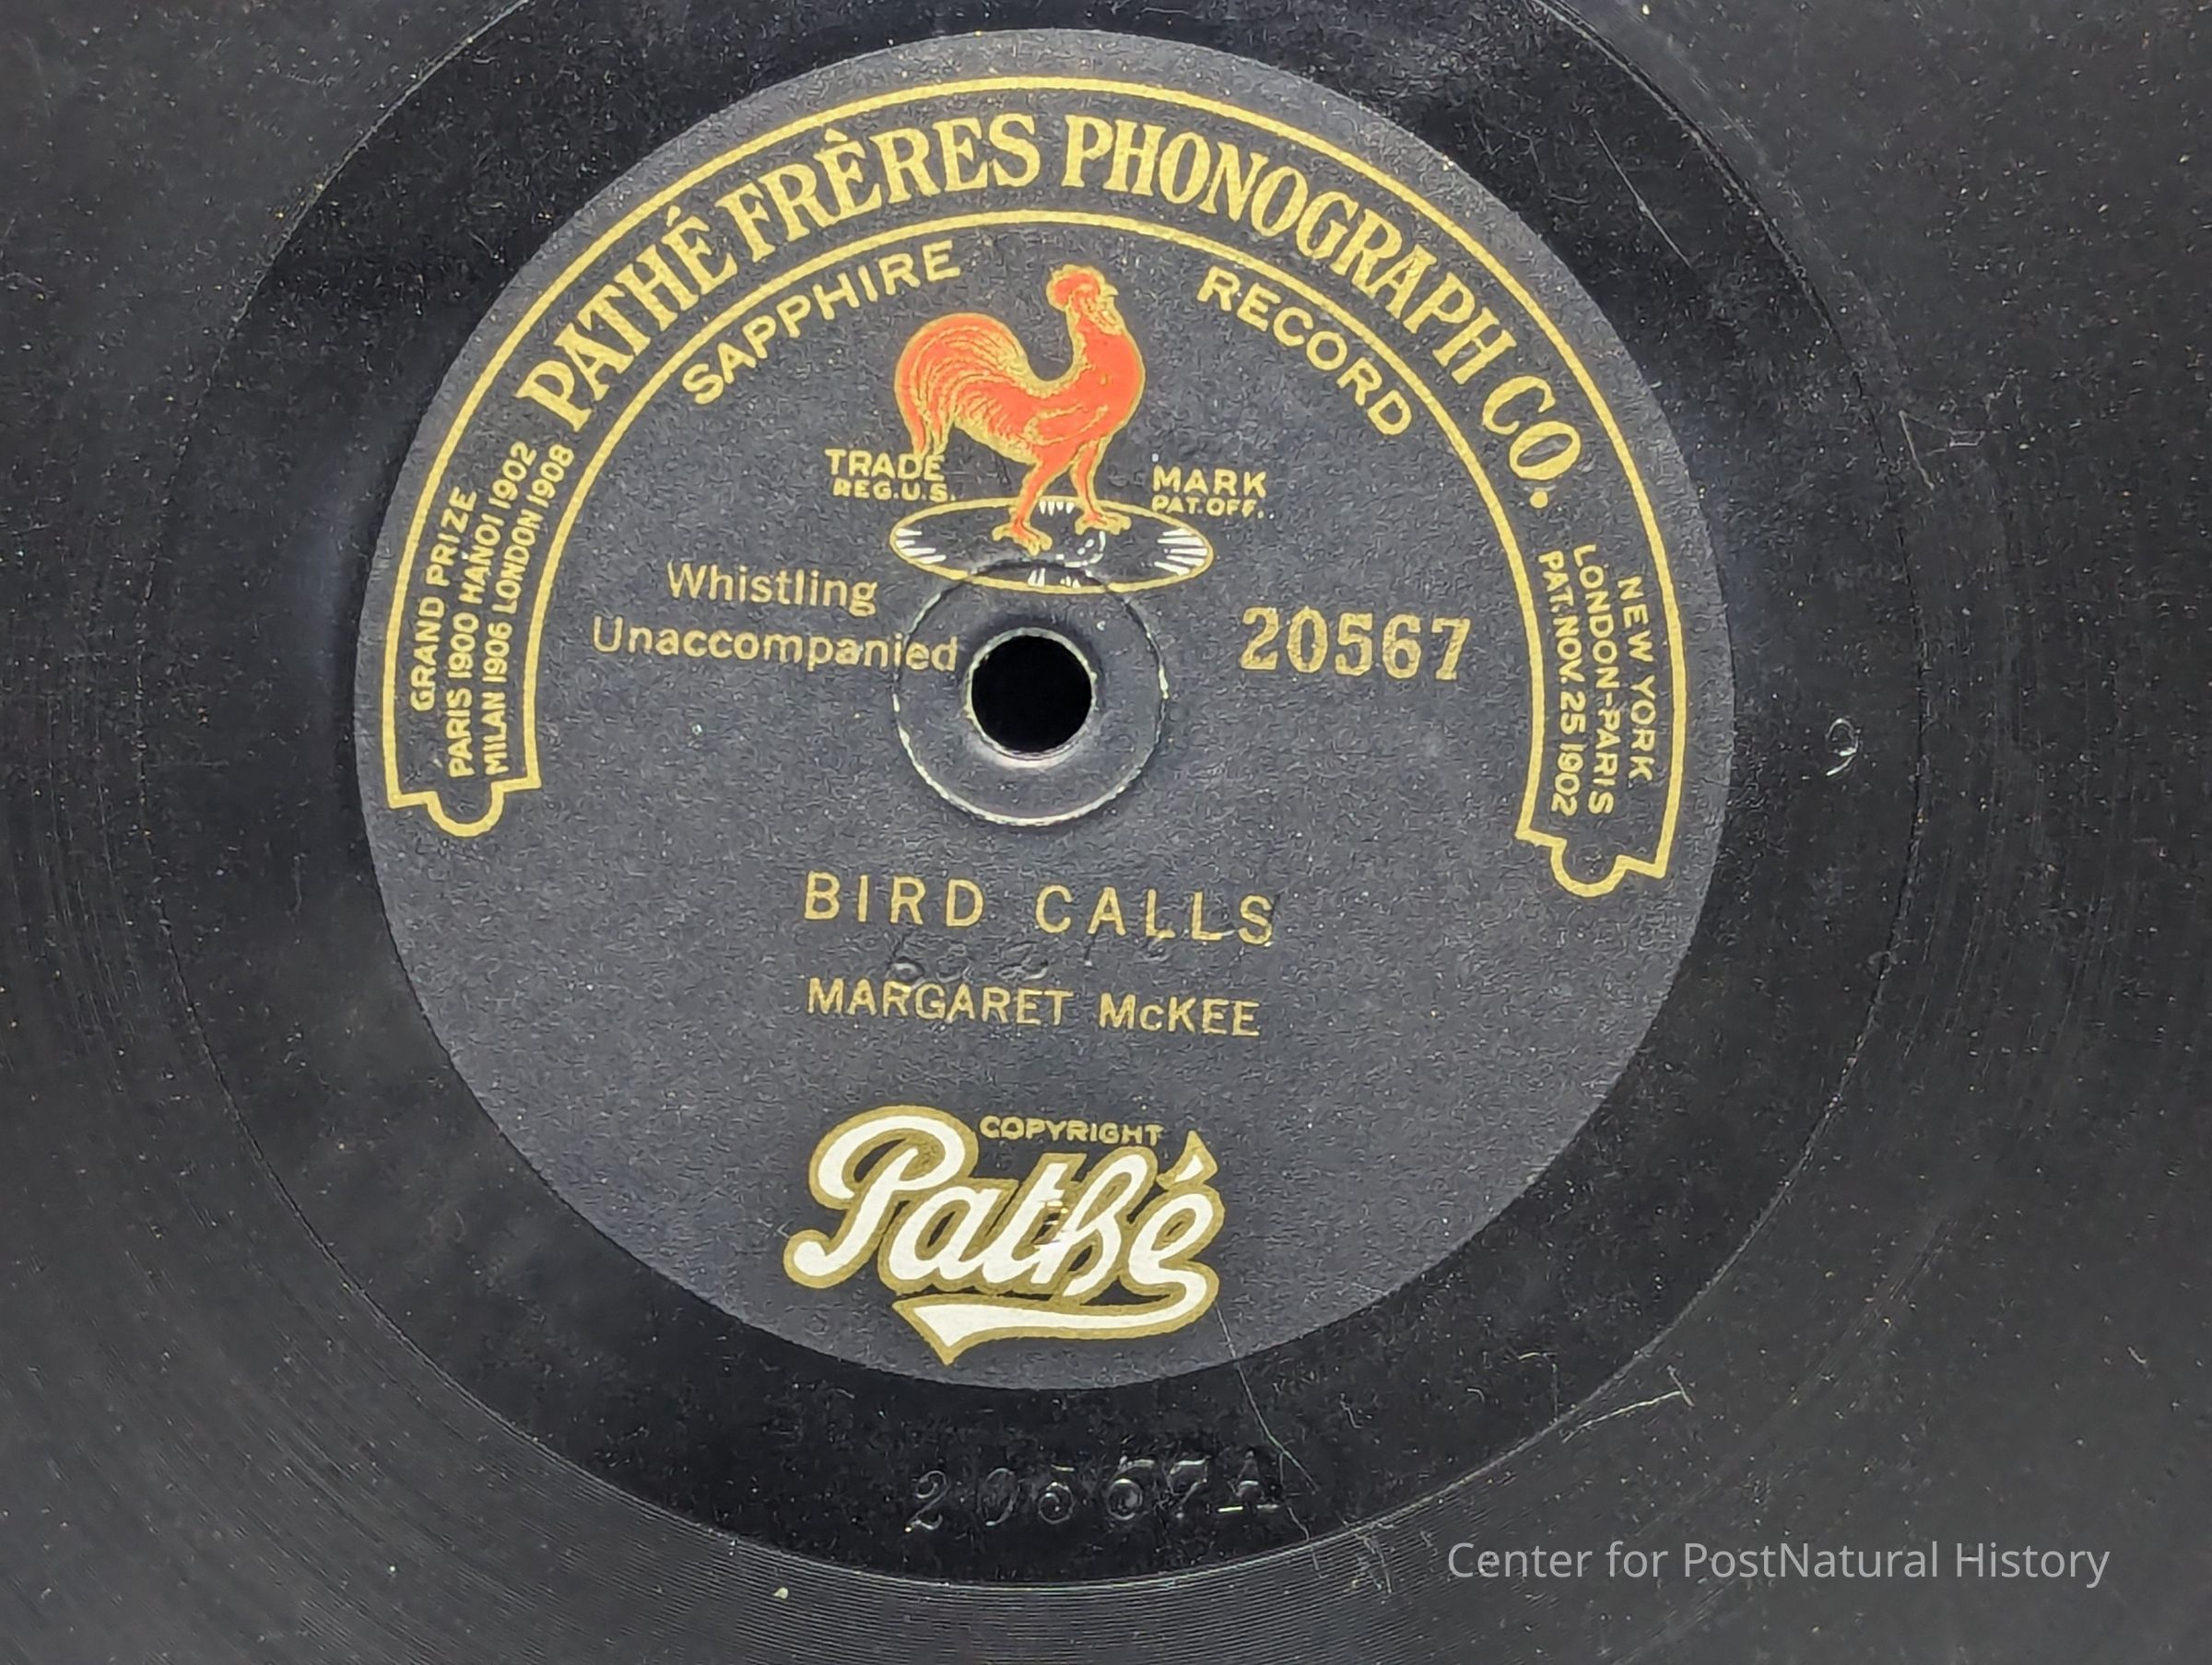 PATHÉ FRÈRES PHONOGRAPH CO.
GRAND PRIZE
PARIS 1900 HANOI 1902
MILAN 1906 LONDON 1908
NEW YORK
LONDON-PARIS
PAT. NOV. 25 1902
SAPPHIRE RECORD
TRADE MARK
REG. U.S. PAT. OFF.
Whistling
Unaccompanied
20567
BIRD CALLS
MARGARET McKEE
COPYRIGHT
Pathé
20567A
Center for PostNatural History